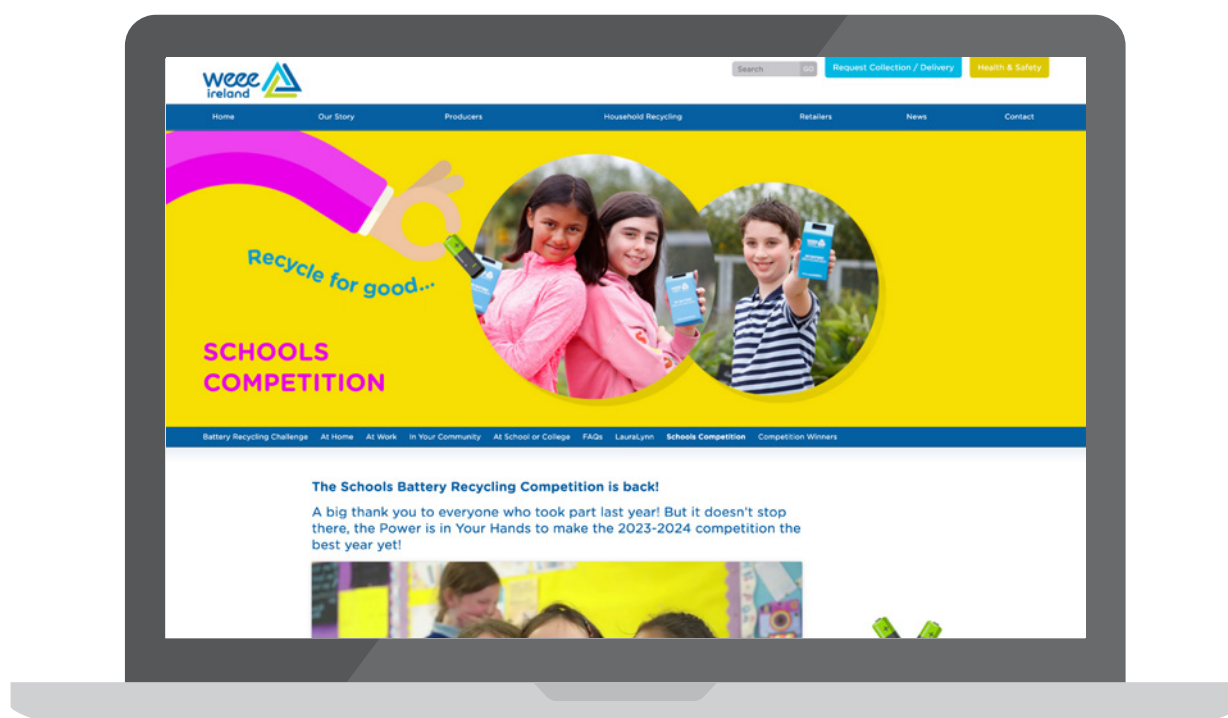 weee
ireland
Search GO Request Collection / Delivery Health & Safety
Home Our Story Producers Household Recycling Retailers News Contact
Recycle for good...
SCHOOLS
COMPETITION
Battery Recycling Challenge At Home At Work In Your Community At School or College FAQs LauraLynn Schools Competition Competition Winners
The Schools Battery Recycling Competition is back!
A big thank you to everyone who took part last year! But it doesn't stop
there, the Power is in Your Hands to make the 2023-2024 competition the
best year yet!